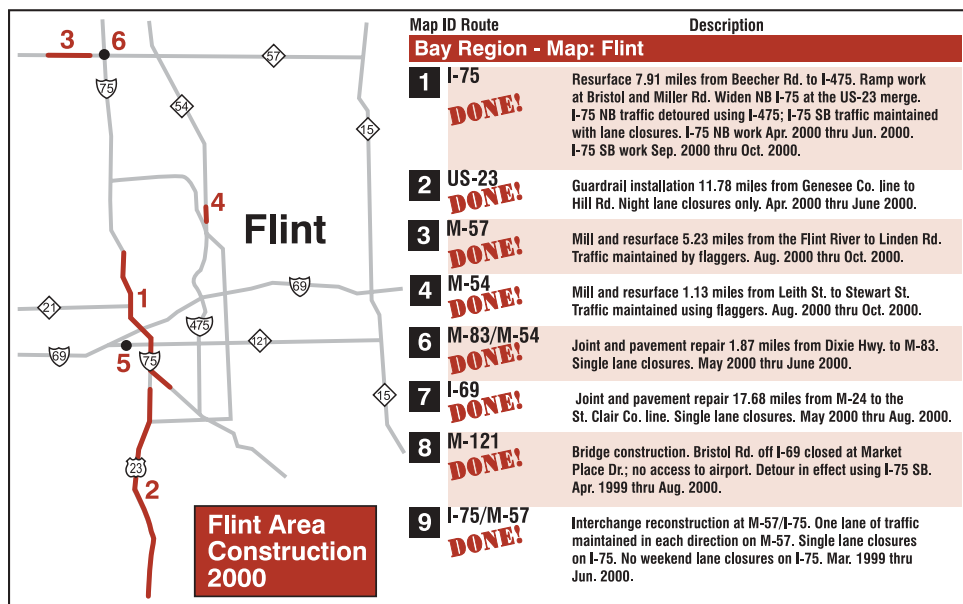 3
6
57
75
54
15
4
Flint
1
69
21
475
121
69
5
75
15
23
2
Flint Area
Construction
2000
Map ID Route Description
Bay Region - Map: Flint
1 I-75
DONE!
Resurface 7.91 miles from Beecher Rd. to I-475. Ramp work
at Bristol and Miller Rd. Widen NB I-75 at the US-23 merge.
I-75 NB traffic detoured using I-475; I-75 SB traffic maintained
with lane closures. I-75 NB work Apr. 2000 thru Jun. 2000.
I-75 SB work Sep. 2000 thru Oct. 2000.
2 US-23
DONE!
Guardrail installation 11.78 miles from Genesee Co. line to
Hill Rd. Night lane closures only. Apr. 2000 thru June 2000.
3 M-57
DONE!
Mill and resurface 5.23 miles from the Flint River to Linden Rd.
Traffic maintained by flaggers. Aug. 2000 thru Oct. 2000.
4 M-54
DONE!
Mill and resurface 1.13 miles from Leith St. to Stewart St.
Traffic maintained using flaggers. Aug. 2000 thru Oct. 2000.
6 M-83/M-54
DONE!
Joint and pavement repair 1.87 miles from Dixie Hwy. to M-83.
Single lane closures. May 2000 thru June 2000.
7 I-69
DONE!
Joint and pavement repair 17.68 miles from M-24 to the
St. Clair Co. line. Single lane closures. May 2000 thru Aug. 2000.
8 M-121
DONE!
Bridge construction. Bristol Rd. off I-69 closed at Market
Place Dr.; no access to airport. Detour in effect using I-75 SB.
Apr. 1999 thru Aug. 2000.
9 I-75/M-57
DONE!
Interchange reconstruction at M-57/I-75. One lane of traffic
maintained in each direction on M-57. Single lane closures
on I-75. No weekend lane closures on I-75. Mar. 1999 thru
Jun. 2000.